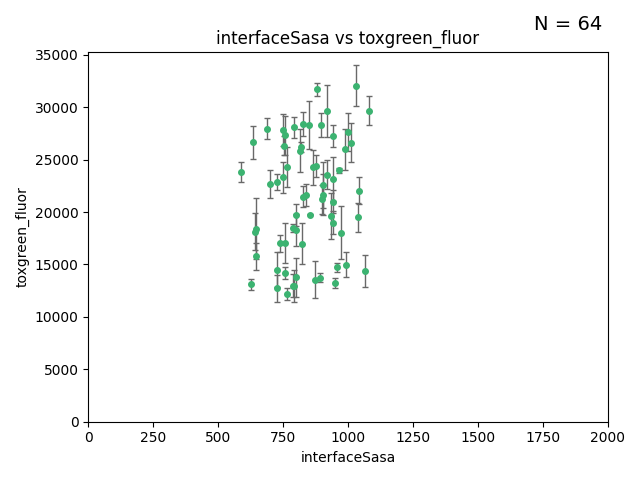 N = 64
interfaceSasa vs toxgreen_fluor
35000
30000
25000
20000
15000
10000
5000
0
toxgreen_fluor
0 250 500 750 1000 1250 1500 1750 2000
interfaceSasa